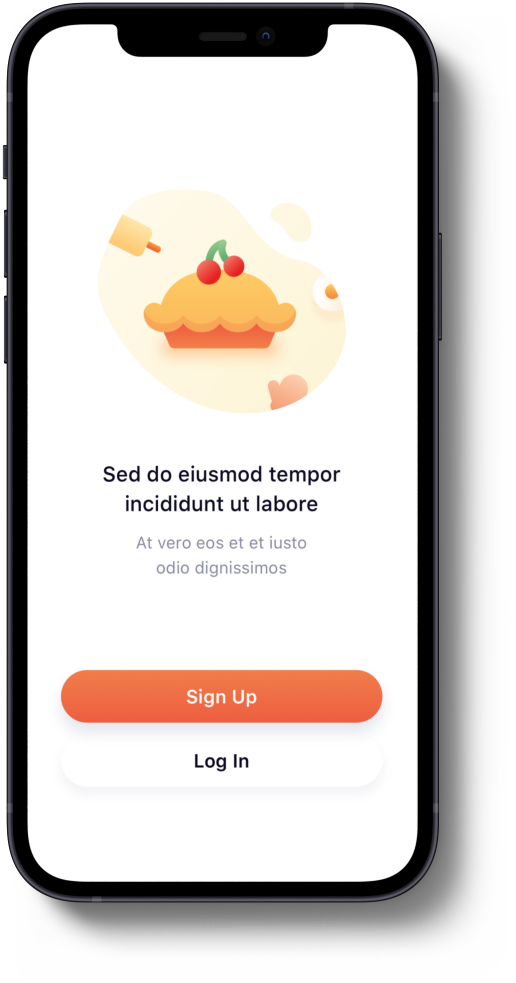 Sed do eiusmod tempor
incididunt ut labore
At vero eos et et iusto
odio dignissimos
Sign Up
Log In